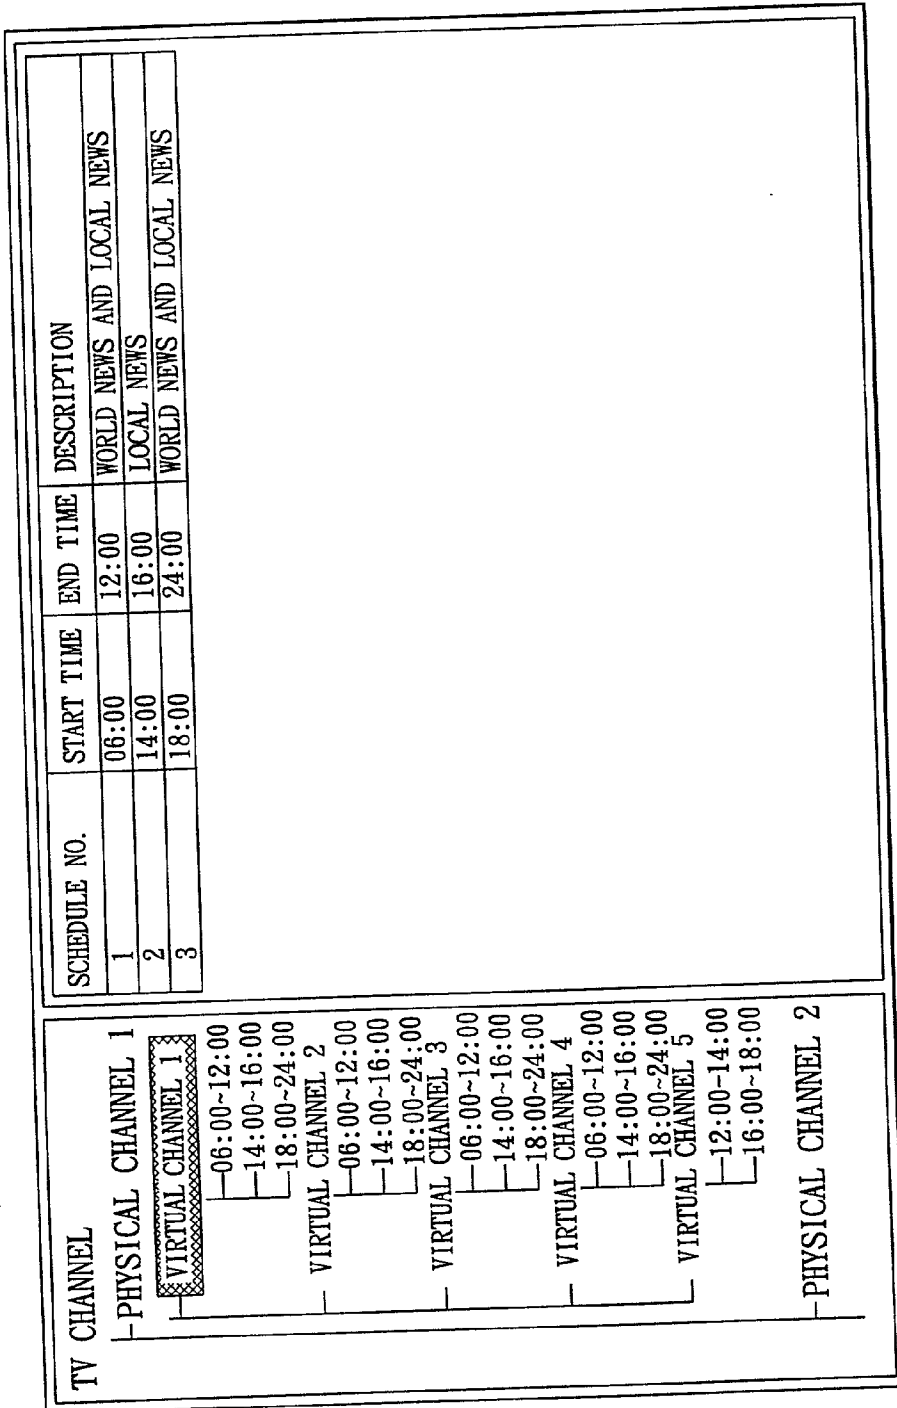 TV CHANNEL
PHYSICAL CHANNEL 1
VIRTUAL CHANNEL 1
06:00~12:00
14:00~16:00
18:00~24:00
VIRTUAL CHANNEL 2
06:00~12:00
14:00~16:00
18:00~24:00
VIRTUAL CHANNEL 3
06:00~12:00
14:00~16:00
18:00~24:00
VIRTUAL CHANNEL 4
06:00~12:00
14:00~16:00
18:00~24:00
VIRTUAL CHANNEL 5
12:00-14:00
16:00~18:00
PHYSICAL CHANNEL 2
SCHEDULE NO. START TIME END TIME DESCRIPTION
1 06:00 12:00 WORLD NEWS AND LOCAL NEWS
2 14:00 16:00 LOCAL NEWS
3 18:00 24:00 WORLD NEWS AND LOCAL NEWS